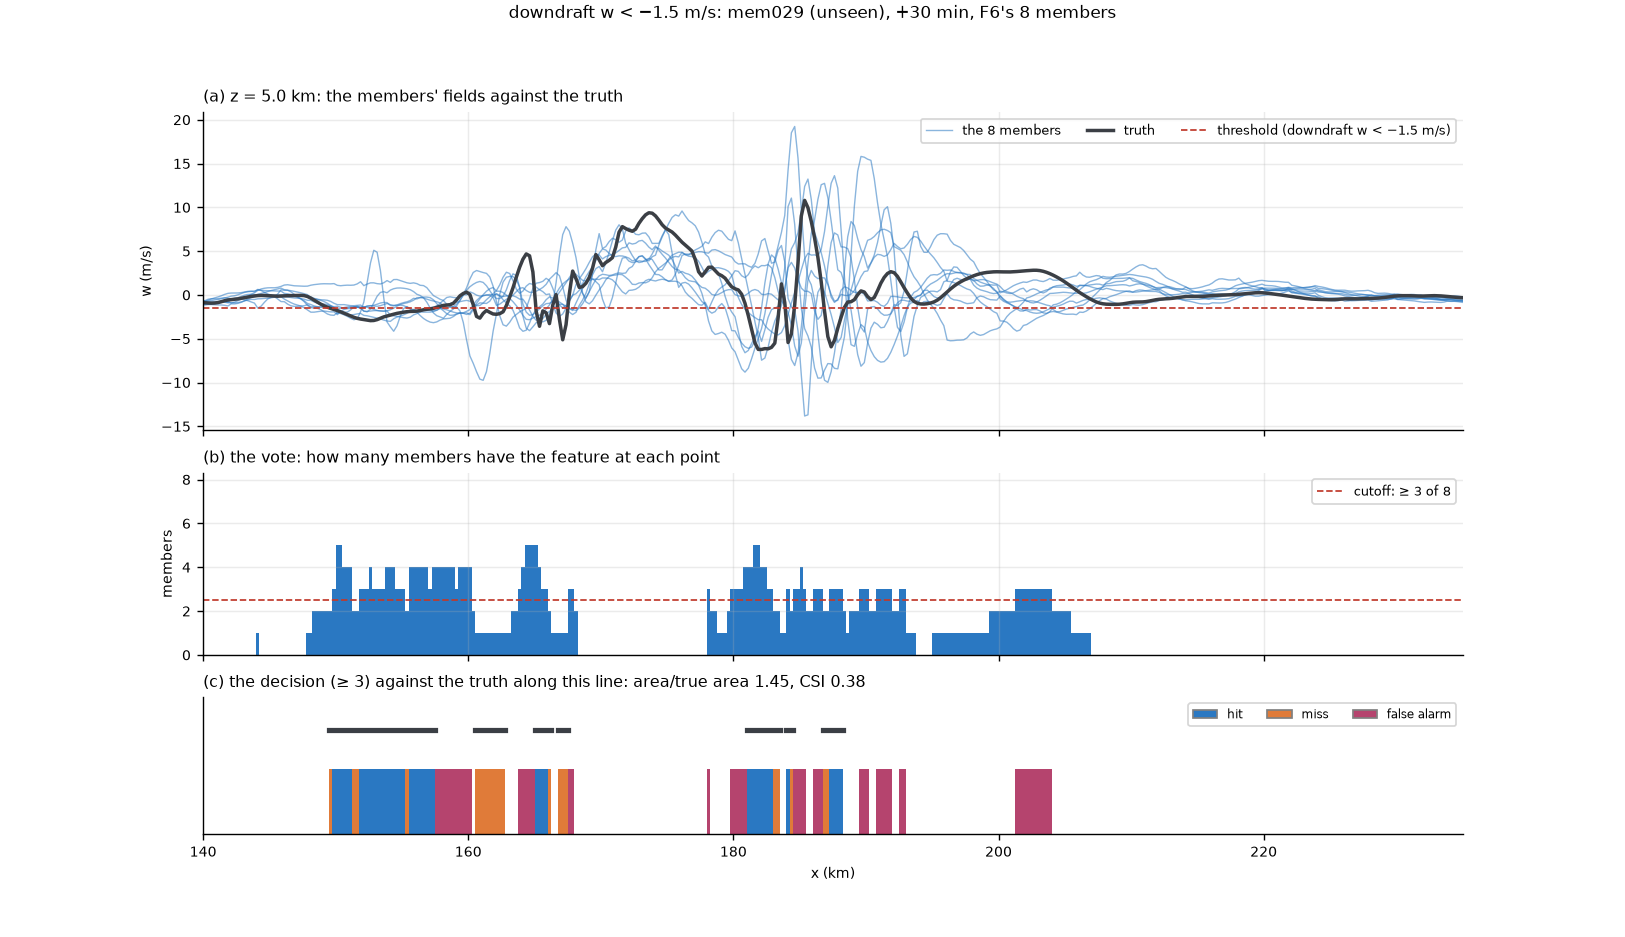 downdraft w < −1.5 m/s: mem029 (unseen), +30 min, F6's 8 members
(a) z = 5.0 km: the members' fields against the truth
the 8 members
truth
threshold (downdraft w < −1.5 m/s)
20
15
10
5
0
−5
−10
−15
w (m/s)
(b) the vote: how many members have the feature at each point
cutoff: ≥ 3 of 8
8
6
4
2
0
members
(c) the decision (≥ 3) against the truth along this line: area/true area 1.45, CSI 0.38
hit
miss
false alarm
140
160
180
200
220
x (km)